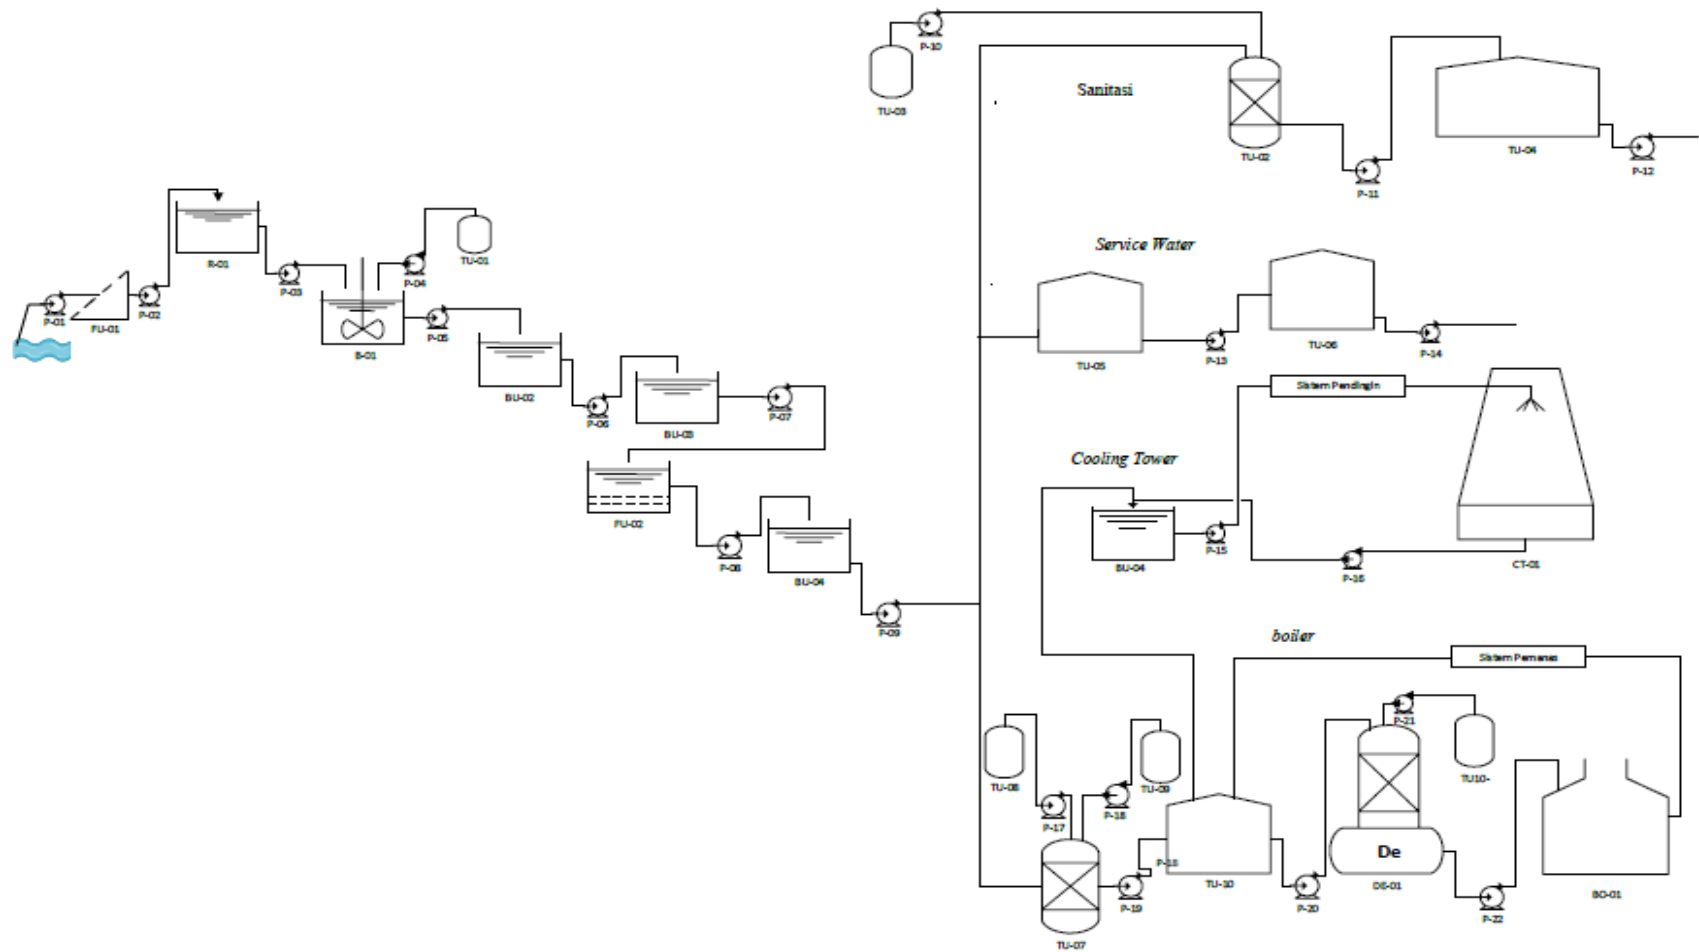 P-10
TU-03
Sanitasi
TU-02
P-11
TU-04
P-12
P-01
FU-01
P-02
R-01
P-03
B-01
P-04
TU-01
P-05
BU-02
P-06
BU-03
P-07
FU-02
P-08
BU-04
P-09
Service Water
TU-05
P-13
TU-06
P-14
Sistem Pendingin
Cooling Tower
BU-04
P-15
P-16
CT-01
boiler
Sistem Pemanas
TU-08
P-17
P-18
TU-09
TU-07
P-19
P-18
TU-10
P-20
P-21
TU10-
De
DE-01
P-22
BO-01